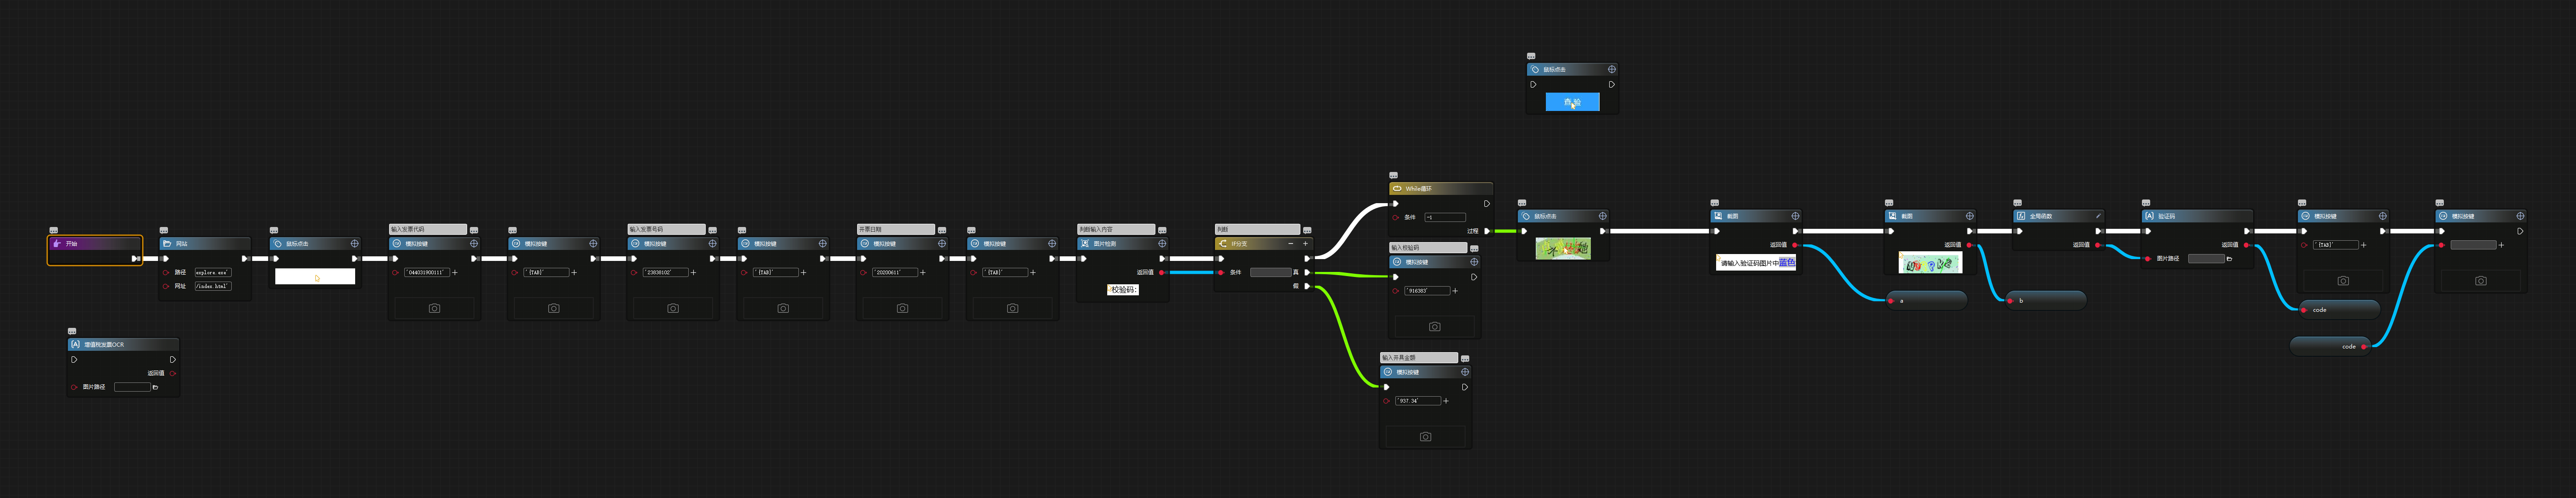 鼠标点击
查 验
While循环
条件
-1
过程
鼠标点击
截图
返回值
请输入验证码图片中蓝色
a
截图
返回值
b
全局函数
返回值
验证码
返回值
图片路径
code
code
模拟按键
'{TAB}'
模拟按键
开始
网站
路径
explore.exe'
网址
/index.html'
鼠标点击
输入发票代码
模拟按键
'044031900111'
模拟按键
'{TAB}'
输入发票号码
模拟按键
'23838102'
模拟按键
'{TAB}'
开票日期
模拟按键
'20200611'
模拟按键
'{TAB}'
判断输入内容
图片检测
返回值
校验码:
判断
IF分支
条件
真
假
输入校验码
模拟按键
'916383'
输入开具金额
模拟按键
'937.34'
增值税发票OCR
返回值
图片路径